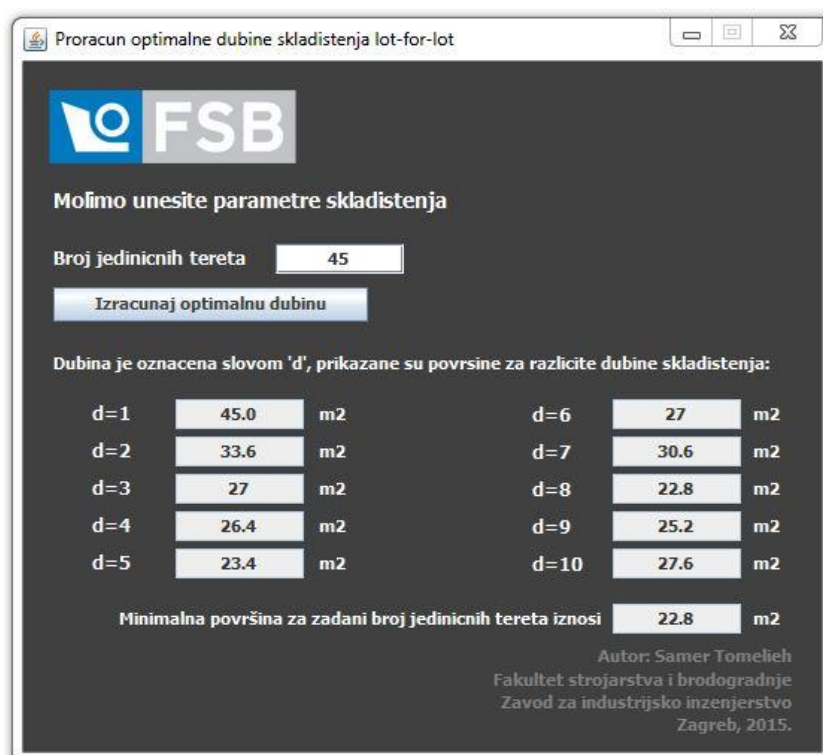 Proracun optimalne dubine skladistenja lot-for-lot
FSB
Molimo unesite parametre skladistenja
Broj jedinicnih tereta 45
Izracunaj optimalnu dubinu
Dubina je oznacena slovom 'd', prikazane su povrsine za razlicite dubine skladistenja:
d=1 45.0 m2 d=6 27 m2
d=2 33.6 m2 d=7 30.6 m2
d=3 27 m2 d=8 22.8 m2
d=4 26.4 m2 d=9 25.2 m2
d=5 23.4 m2 d=10 27.6 m2
Minimalna površina za zadani broj jedinicnih tereta iznosi 22.8 m2
Autor: Samer Tomelieh
Fakultet strojarstva i brodogradnje
Zavod za industrijsko inzenjerstvo
Zagreb, 2015.